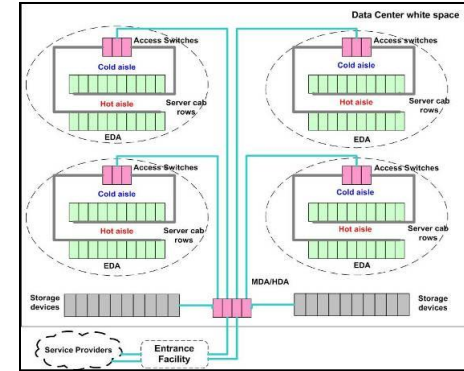 Data Center white space
Access Switches
Cold aisle
Hot aisle
Server cab
rows
EDA
Access switches
Cold aisle
Hot aisle
Server cab
rows
EDA
Access Switches
Cold aisle
Hot aisle
Server cab
rows
EDA
Access Switches
Cold aisle
Hot aisle
Server cab
rows
EDA
MDA/HDA
Storage
devices
Storage
devices
Service Providers
Entrance
Facility